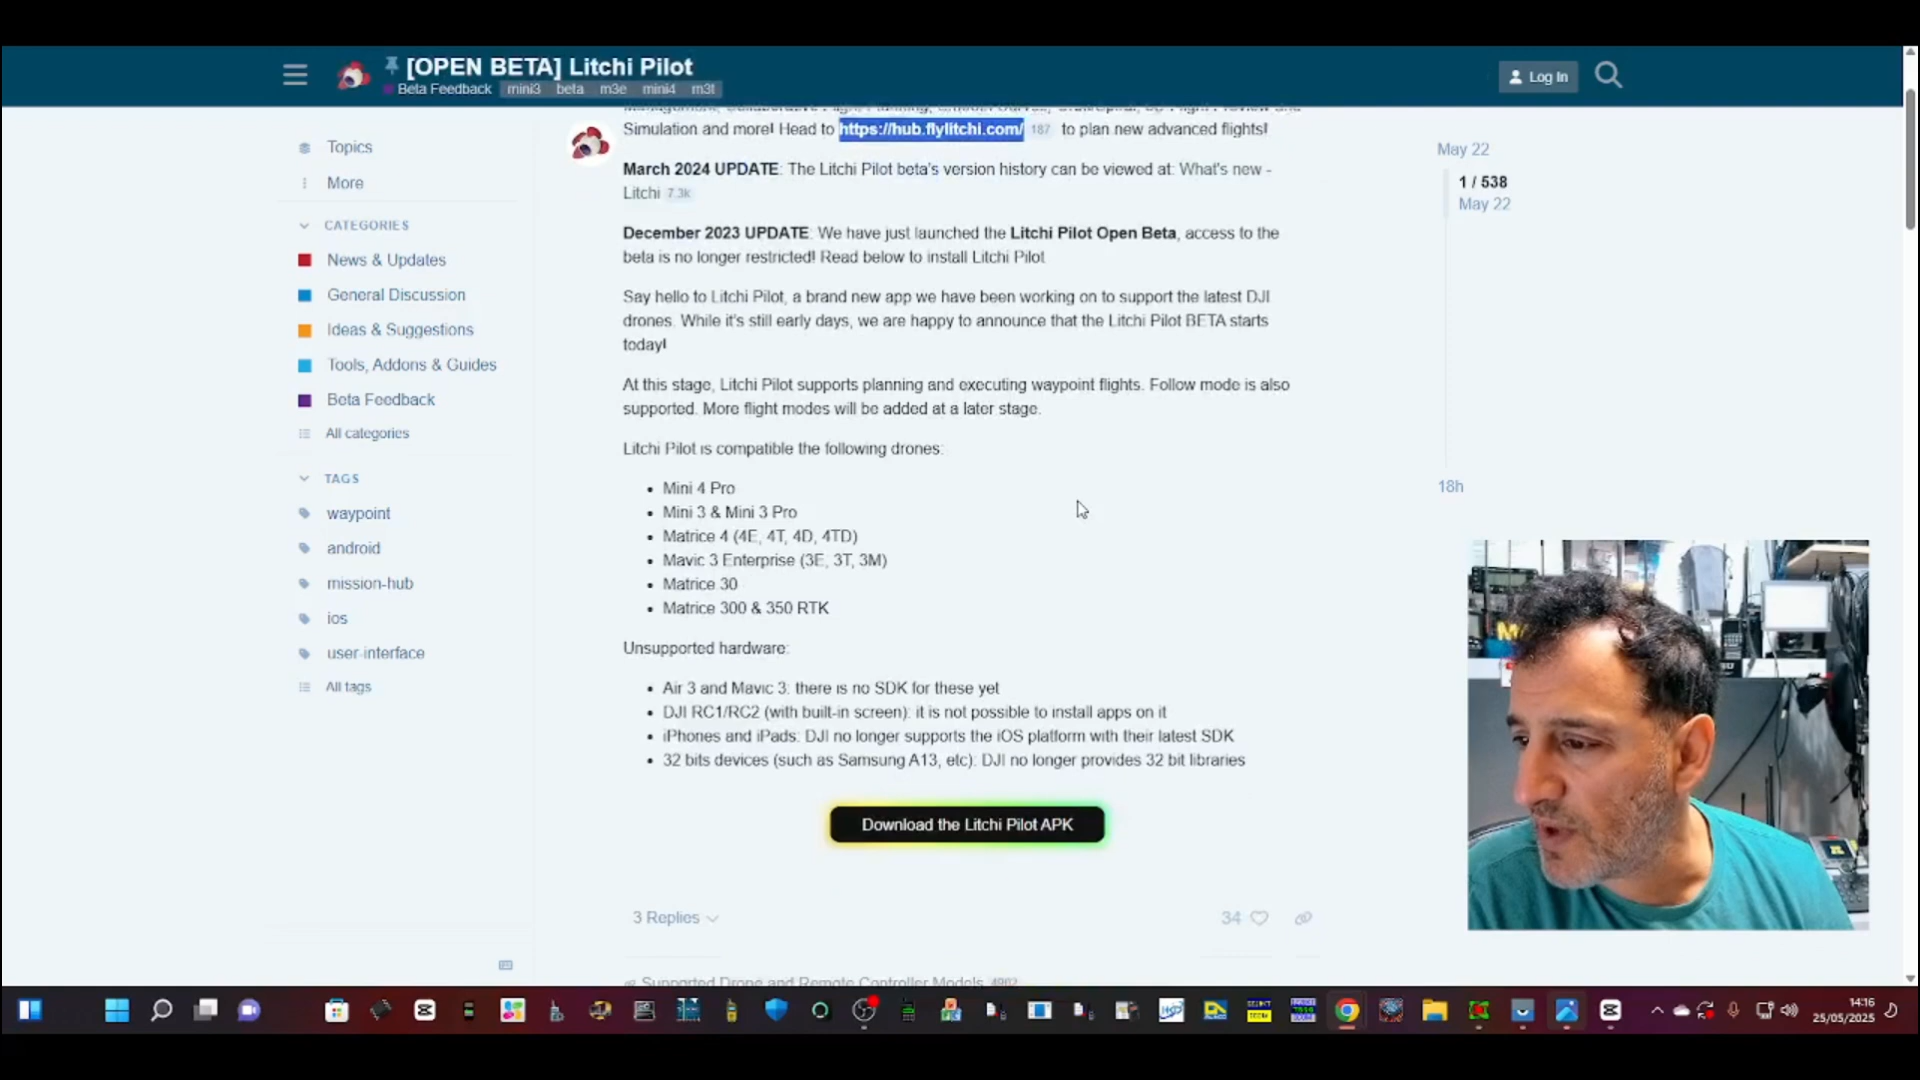 [OPEN BETA] Litchi Pilot
Beta Feedback mini3 beta m3e mini4 m3t
Log In
Simulation and more! Head to https://hub.flylitchi.com/ 187 to plan new advanced flights!
March 2024 UPDATE: The Litchi Pilot beta's version history can be viewed at: What's new -
Litchi 7.3k
December 2023 UPDATE: We have just launched the Litchi Pilot Open Beta, access to the
beta is no longer restricted! Read below to install Litchi Pilot
Say hello to Litchi Pilot, a brand new app we have been working on to support the latest DJI
drones. While it's still early days, we are happy to announce that the Litchi Pilot BETA starts
today!
At this stage, Litchi Pilot supports planning and executing waypoint flights. Follow mode is also
supported. More flight modes will be added at a later stage.
Litchi Pilot is compatible the following drones:
• Mini 4 Pro
• Mini 3 & Mini 3 Pro
• Matrice 4 (4E, 4T, 4D, 4TD)
• Mavic 3 Enterprise (3E, 3T, 3M)
• Matrice 30
• Matrice 300 & 350 RTK
Unsupported hardware:
• Air 3 and Mavic 3: there is no SDK for these yet
• DJI RC1/RC2 (with built-in screen): it is not possible to install apps on it
• iPhones and iPads: DJI no longer supports the iOS platform with their latest SDK
• 32 bits devices (such as Samsung A13, etc): DJI no longer provides 32 bit libraries
Download the Litchi Pilot APK
3 Replies
34
Supported Drone and Remote Controller Models 4902
Topics
More
CATEGORIES
News & Updates
General Discussion
Ideas & Suggestions
Tools, Addons & Guides
Beta Feedback
All categories
TAGS
waypoint
android
mission-hub
ios
user-interface
All tags
May 22
1 / 538
May 22
18h
14:16
25/05/2025